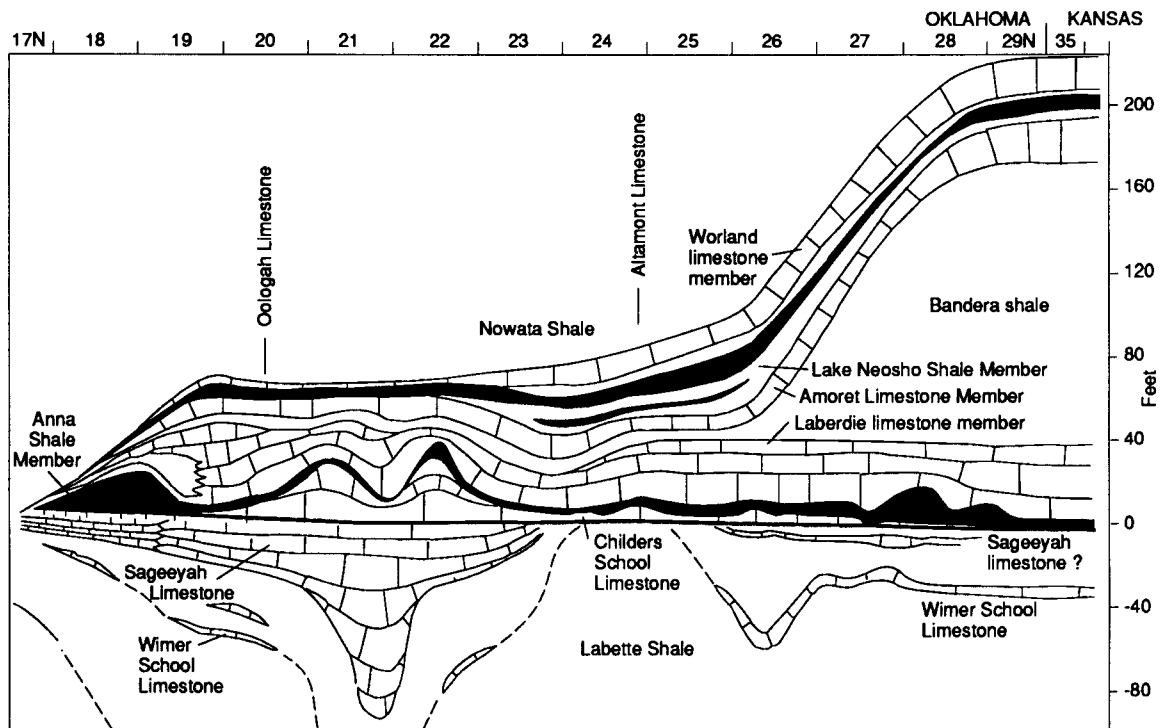 OKLAHOMA KANSAS
17N 18 19 20 21 22 23 24 25 26 27 28 29N 35
200
160
120
80
40
0
-40
-80
Feet
Oologah Limestone
Altamont Limestone
Worland
limestone
member
Nowata Shale
Bandera shale
Lake Neosho Shale Member
Amoret Limestone Member
Laberdie limestone member
Anna
Shale
Member
Sageeyah
Limestone
Childers
School
Limestone
Sageeyah
limestone ?
Wimer
School
Limestone
Labette Shale
Wimer School
Limestone